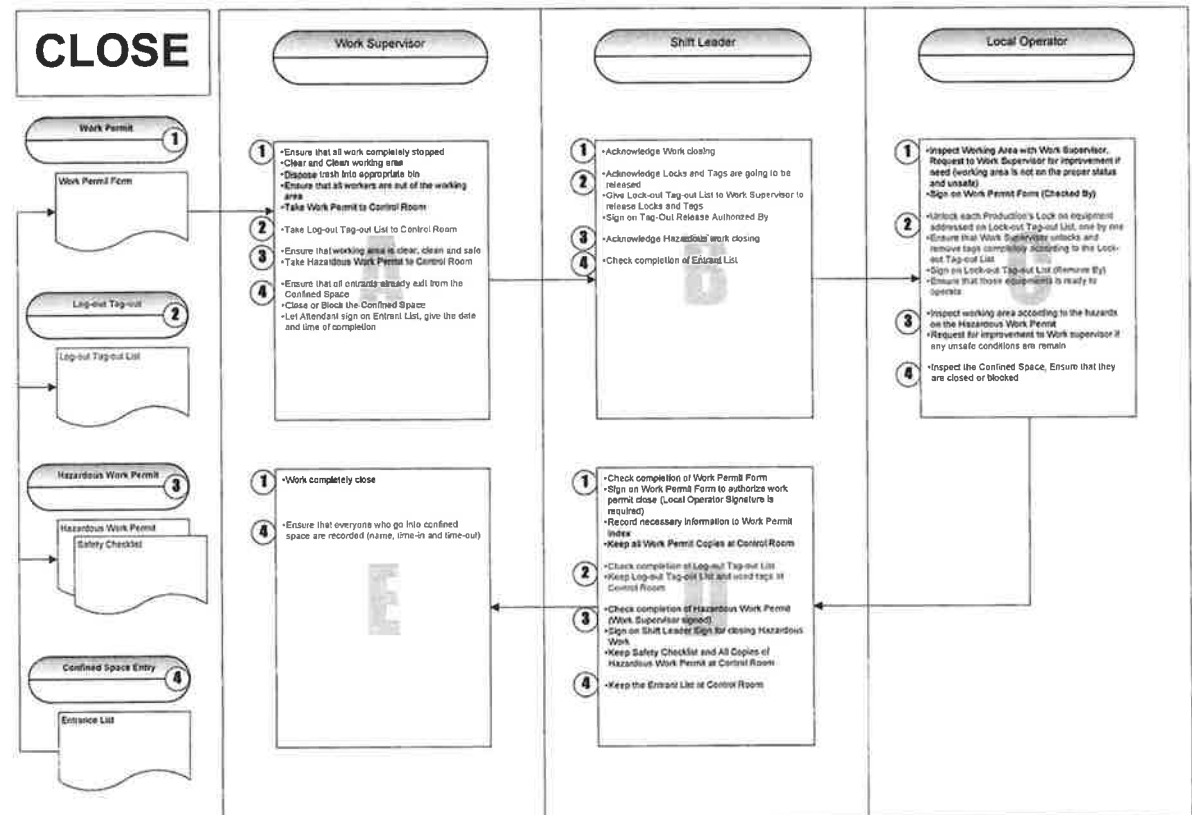 CLOSE
Work Permit
1
Work Permit Form
Log-out Tag-out
2
Log-out Tag-out List
Hazardous Work Permit
3
Hazardous Work Permit
Safety Checklist
Confined Space Entry
4
Entrance List
Work Supervisor
1
•Ensure that all work completely stopped
•Clear and Clean working area
•Dispose trash into appropriate bin
•Ensure that all workers are out of the working
area
•Take Work Permit to Control Room
2
•Take Log-out Tag-out List to Control Room
3
•Ensure that working area is clear, clean and safe
•Take Hazardous Work Permit to Control Room
4
•Ensure that all entrants already exit from the
Confined Space
•Close or Block the Confined Space
•Let Attendant sign on Entrant List, give the date
and time of completion
A
Shift Leader
1
•Acknowledge Work closing
2
•Acknowledge Locks and Tags are going to be
released
•Give Lock-out Tag-out List to Work Supervisor to
release Locks and Tags
•Sign on Tag-Out Release Authorized By
3
•Acknowledge Hazardous work closing
4
•Check completion of Entrant List
B
Local Operator
1
•Inspect Working Area with Work Supervisor,
Request to Work Supervisor for improvement if
need (working area is not on the proper status
and unsafe)
•Sign on Work Permit Form (Checked By)
2
•Unlock each Production's Lock on equipment
addressed on Lock-out Tag-out List, one by one
•Ensure that Work Supervisor unlocks and
remove tags completely according to the Lock-
out Tag-out List
•Sign on Lock-out Tag-out List (Remove By)
•Ensure that those equipments is ready to
operate
3
•Inspect working area according to the hazards
on the Hazardous Work Permit
•Request for improvement to Work supervisor if
any unsafe conditions are remain
4
•Inspect the Confined Space, Ensure that they
are closed or blocked
C
1
•Check completion of Work Permit Form
•Sign on Work Permit Form to authorize work
permit close (Local Operator Signature is
required)
•Record necessary information to Work Permit
Index
•Keep all Work Permit Copies at Control Room
2
•Check completion of Log-out Tag-out List
•Keep Log-out Tag-out List and used tags at
Control Room
3
•Check completion of Hazardous Work Permit
(Work Supervisor signed)
•Sign on Shift Leader Sign for closing Hazardous
Work
•Keep Safety Checklist and All Copies of
Hazardous Work Permit at Control Room
4
•Keep the Entrant List at Control Room
D
1
•Work completely close
4
•Ensure that everyone who go into confined
space are recorded (name, time-in and time-out)
E